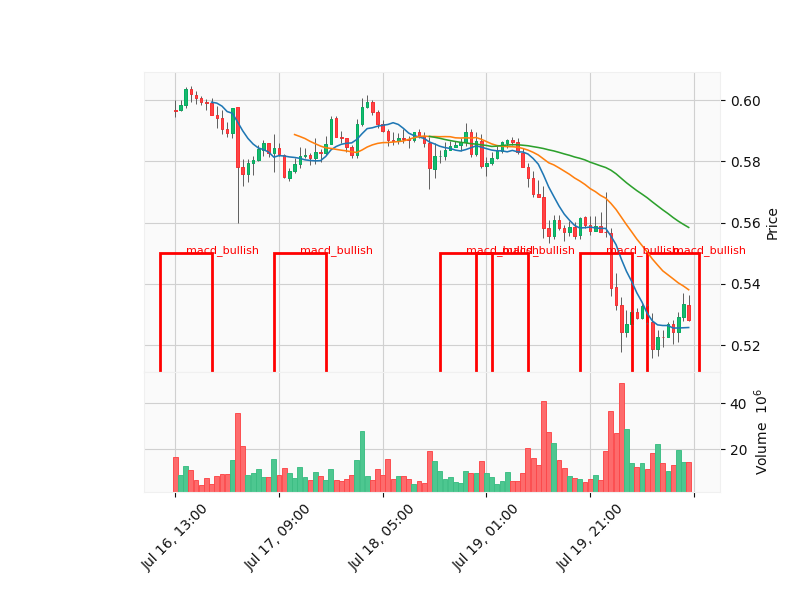 0.60
0.58
0.56
0.54
0.52
Price
macd_bullish
macd_bullish
macd_bullish
macd_bullish
macd_bullish
macd_bullish
40
20
Volume 10^6
Jul 16, 13:00
Jul 17, 09:00
Jul 18, 05:00
Jul 19, 01:00
Jul 19, 21:00